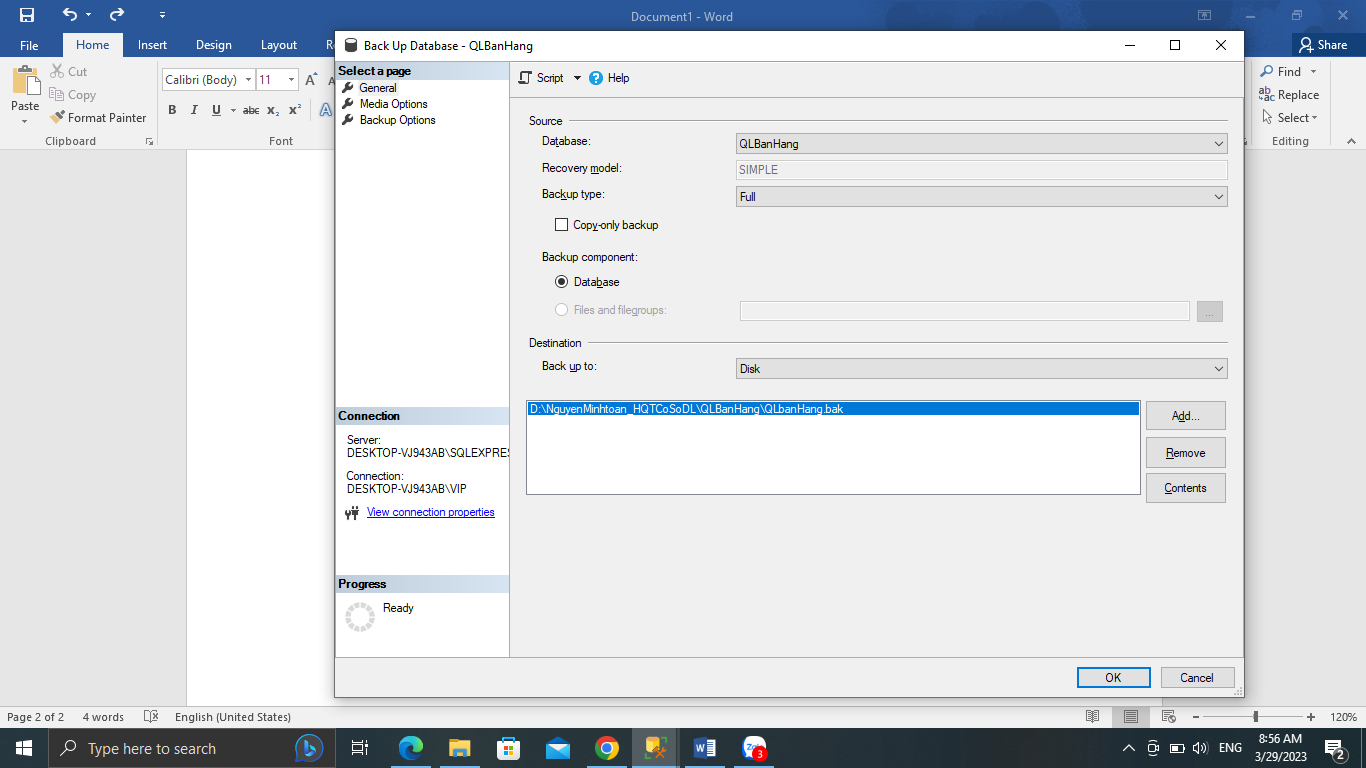 Document1 - Word
File
Home
Insert
Design
Layout
Share
Cut
Copy
Paste
Format Painter
Clipboard
Calibri (Body)
11
B I U abc x₂ x²
Font
Find
Replace
Select
Editing
Back Up Database - QLBanHang
Select a page
General
Media Options
Backup Options
Script
Help
Source
Database:
QLBanHang
Recovery model:
SIMPLE
Backup type:
Full
Copy-only backup
Backup component:
Database
Files and filegroups:
...
Destination
Back up to:
Disk
D:\NguyenMinhtoan_HQTCoSoDL\QLBanHang\QLbanHang.bak
Add...
Remove
Contents
Connection
Server:
DESKTOP-VJ943AB\SQLEXPRES
Connection:
DESKTOP-VJ943AB\VIP
View connection properties
Progress
Ready
OK
Cancel
Page 2 of 2
4 words
English (United States)
120%
Type here to search
3
ENG
8:56 AM
3/29/2023
2